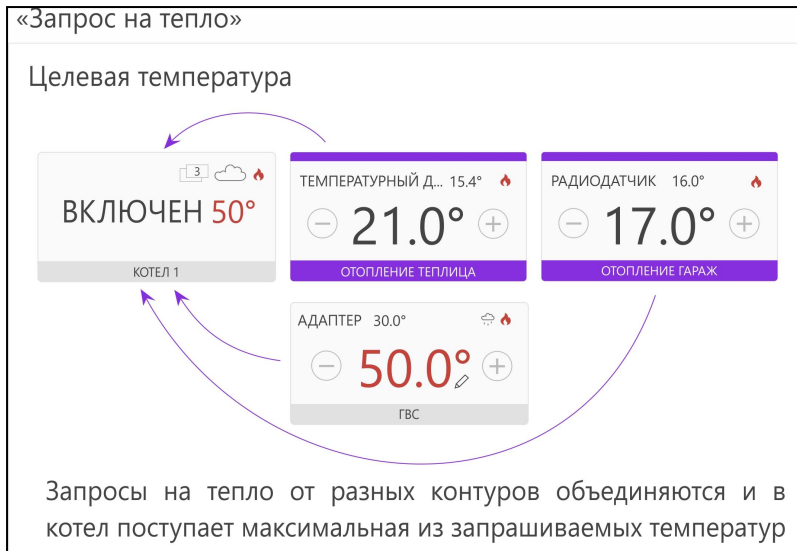 «Запрос на тепло»
Целевая температура
3
ВКЛЮЧЕН 50°
КОТЕЛ 1
ТЕМПЕРАТУРНЫЙ Д... 15.4°
21.0°
ОТОПЛЕНИЕ ТЕПЛИЦА
РАДИОДАТЧИК 16.0°
17.0°
ОТОПЛЕНИЕ ГАРАЖ
АДАПТЕР 30.0°
50.0°
ГВС
Запросы на тепло от разных контуров объединяются и в
котел поступает максимальная из запрашиваемых температур